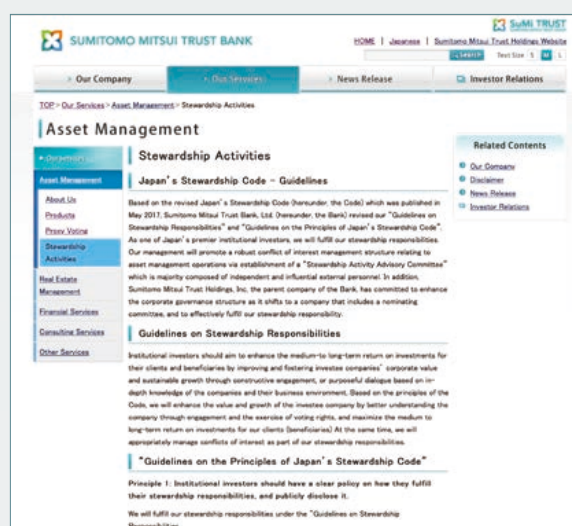 SuMi TRUST
SUMITOMO MITSUI TRUST BANK
HOME | Japanese | Sumitomo Mitsui Trust Holdings Website
Search Text Size S M L
Our Company
Our Services
News Release
Investor Relations
TOP > Our Services > Asset Management > Stewardship Activities
Asset Management
Our Services
Asset Management
About Us
Products
Proxy Voting
Stewardship
Activities
Real Estate
Management
Financial Services
Consulting Services
Other Services
Stewardship Activities
Japan's Stewardship Code - Guidelines
Based on the revised Japan's Stewardship Code (hereunder, the Code) which was published in
May 2017, Sumitomo Mitsui Trust Bank, Ltd. (hereunder, the Bank) revised our "Guidelines on
Stewardship Responsibilities" and "Guidelines on the Principles of Japan's Stewardship Code".
As one of Japan's premier institutional investors, we will fulfill our stewardship responsibilities.
Our management will promote a robust conflict of interest management structure relating to
asset management operations via establishment of a "Stewardship Activity Advisory Committee"
which is majority composed of independent and influential external personnel. In addition,
Sumitomo Mitsui Trust Holdings, Inc. the parent company of the Bank, has committed to enhance
the corporate governance structure as it shifts to a company that includes a nominating
committee, and to effectively fulfill our stewardship responsibility.
Guidelines on Stewardship Responsibilities
Institutional investors should aim to enhance the medium-to long-term return on investments for
their clients and beneficiaries by improving and fostering investee companies' corporate value
and sustainable growth through constructive engagement, or purposeful dialogue based on in-
depth knowledge of the companies and their business environment. Based on the principles of the
Code, we will enhance the value and growth of the investee company by better understanding the
company through engagement and the exercise of voting rights, and maximize the medium to
long-term return on investments for our clients (beneficiaries) At the same time, we will
appropriately manage conflicts of interest as part of our stewardship responsibilities.
"Guidelines on the Principles of Japan's Stewardship Code"
Principle 1: Institutional investors should have a clear policy on how they fulfill
their stewardship responsibilities, and publicly disclose it.
We will fulfill our stewardship responsibilities under the "Guidelines on Stewardship
Responsibilities
Related Contents
Our Company
Disclaimer
News Release
Investor Relations